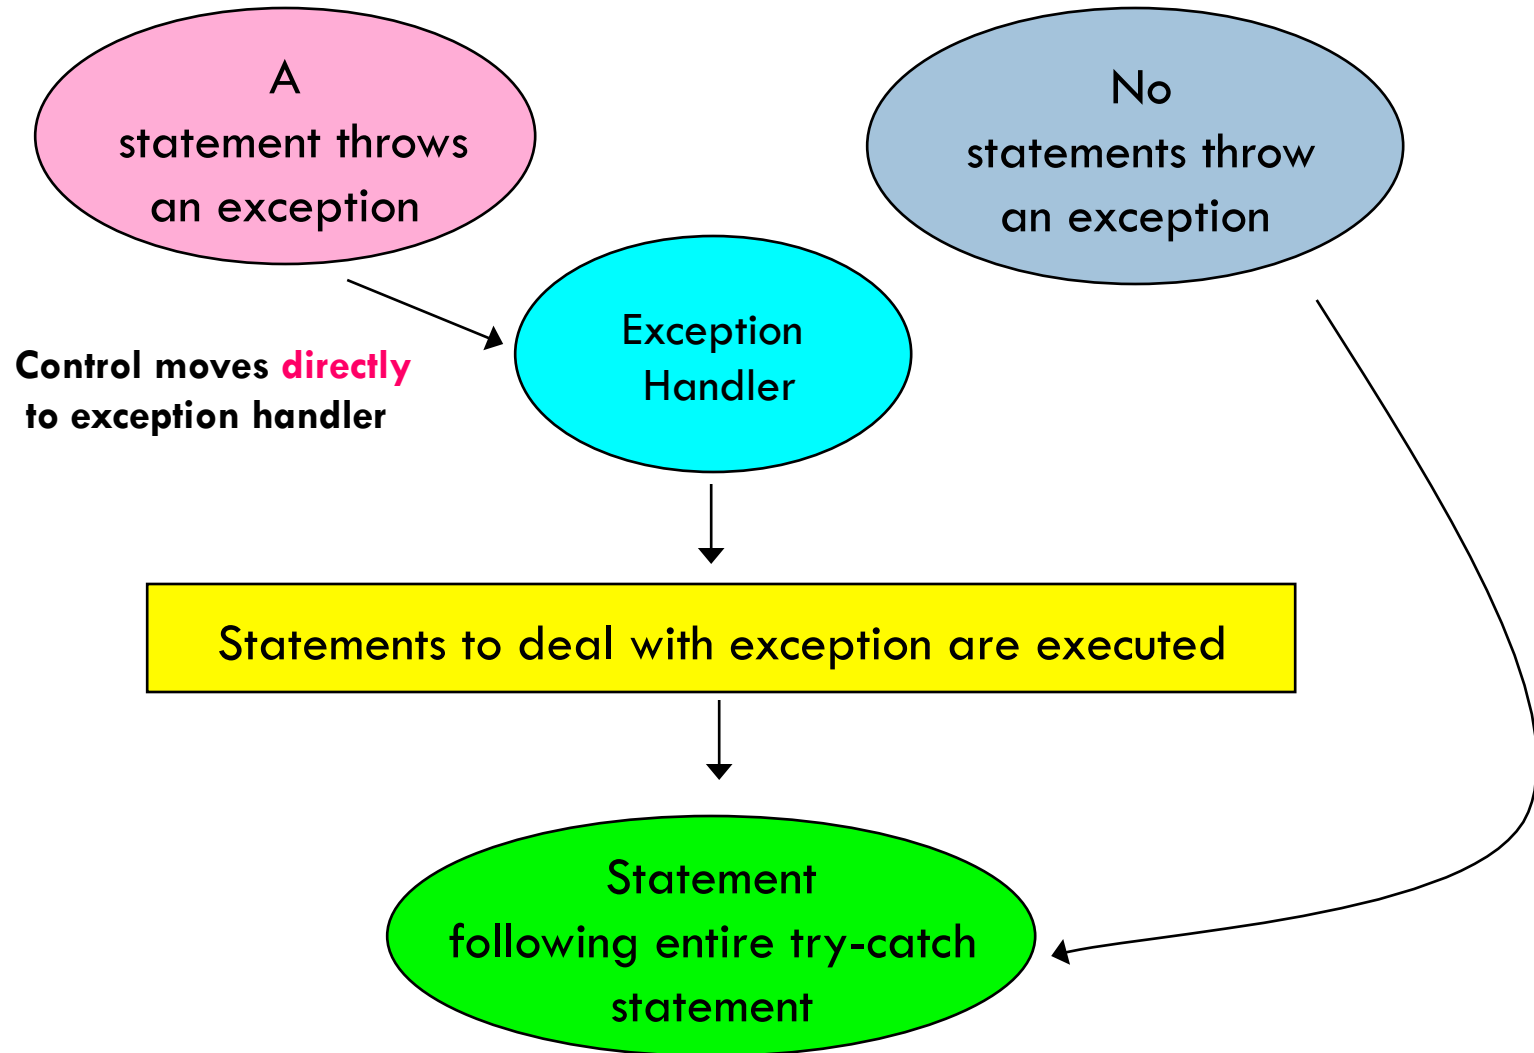 A
statement throws
an exception
No
statements throw
an exception
Exception
Handler
Control moves directly
to exception handler
Statements to deal with exception are executed
Statement
following entire try-catch
statement